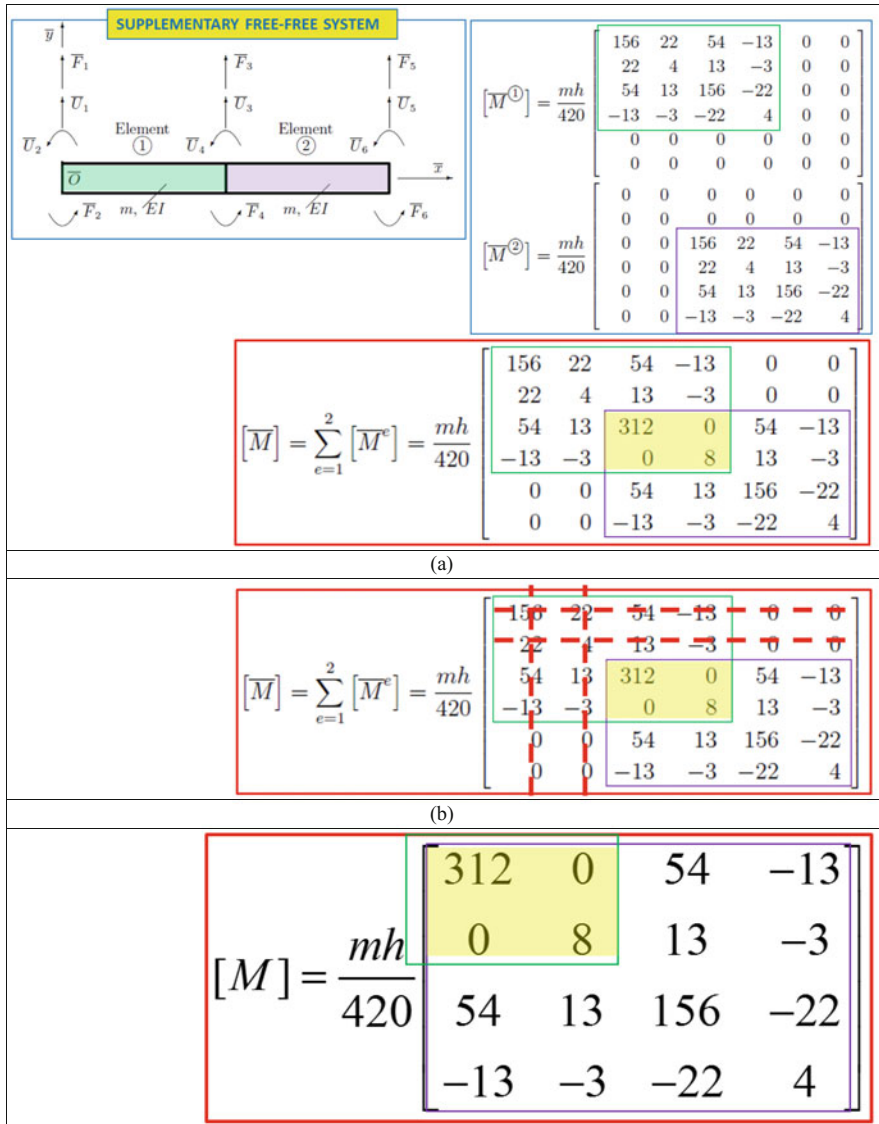 SUPPLEMENTARY FREE-FREE SYSTEM
y̅
F̅₁ F̅₃ F̅₅
U̅₁ U̅₃ U̅₅
Element Element
U̅₂ ① U̅₄ ② U̅₆
O̅ x̅
F̅₂ m, EI F̅₄ m, EI F̅₆
156 22 54 −13 0 0
22 4 13 −3 0 0
[M̅^①] = mh/420 54 13 156 −22 0 0
−13 −3 −22 4 0 0
0 0 0 0 0 0
0 0 0 0 0 0
0 0 0 0 0 0
0 0 0 0 0 0
[M̅^②] = mh/420 0 0 156 22 54 −13
0 0 22 4 13 −3
0 0 54 13 156 −22
0 0 −13 −3 −22 4
156 22 54 −13 0 0
22 4 13 −3 0 0
[M̅] = ∑_{e=1}^{2} [M̅^e] = mh/420 54 13 312 0 54 −13
−13 −3 0 8 13 −3
0 0 54 13 156 −22
0 0 −13 −3 −22 4
(a)
156 22 54 −13 0 0
22 4 13 −3 0 0
[M̅] = ∑_{e=1}^{2} [M̅^e] = mh/420 54 13 312 0 54 −13
−13 −3 0 8 13 −3
0 0 54 13 156 −22
0 0 −13 −3 −22 4
(b)
312 0 54 −13
0 8 13 −3
[M] = mh/420
54 13 156 −22
−13 −3 −22 4